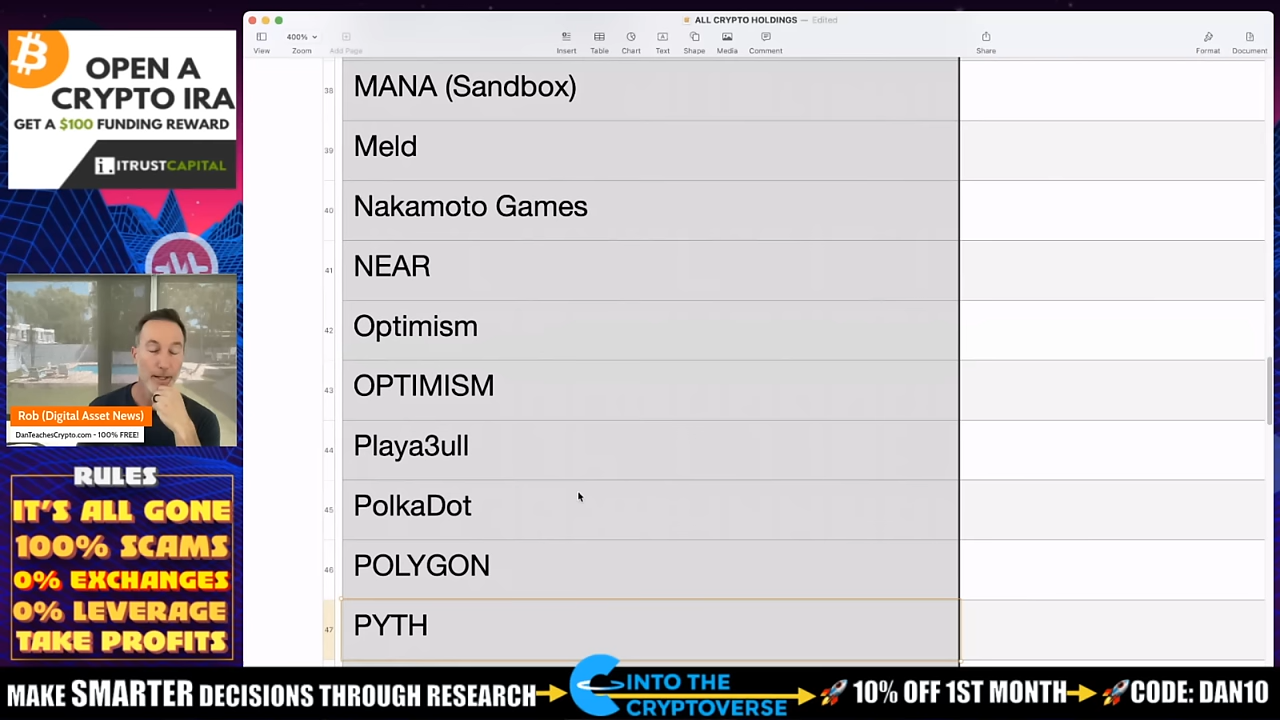 OPEN A
CRYPTO IRA
GET A $100 FUNDING REWARD
i. ITRUSTCAPITAL
Rob (Digital Asset News)
DanTeachesCrypto.com - 100% FREE!
RULES
IT'S ALL GONE
100% SCAMS
0% EXCHANGES
0% LEVERAGE
TAKE PROFITS
ALL CRYPTO HOLDINGS — Edited
400%
View Zoom Add Page Insert Table Chart Text Shape Media Comment Share Format Document
38 MANA (Sandbox)
39 Meld
40 Nakamoto Games
41 NEAR
42 Optimism
43 OPTIMISM
44 Playa3ull
45 PolkaDot
46 POLYGON
47 PYTH
MAKE SMARTER DECISIONS THROUGH RESEARCH INTO THE CRYPTOVERSE 10% OFF 1ST MONTH CODE: DAN10